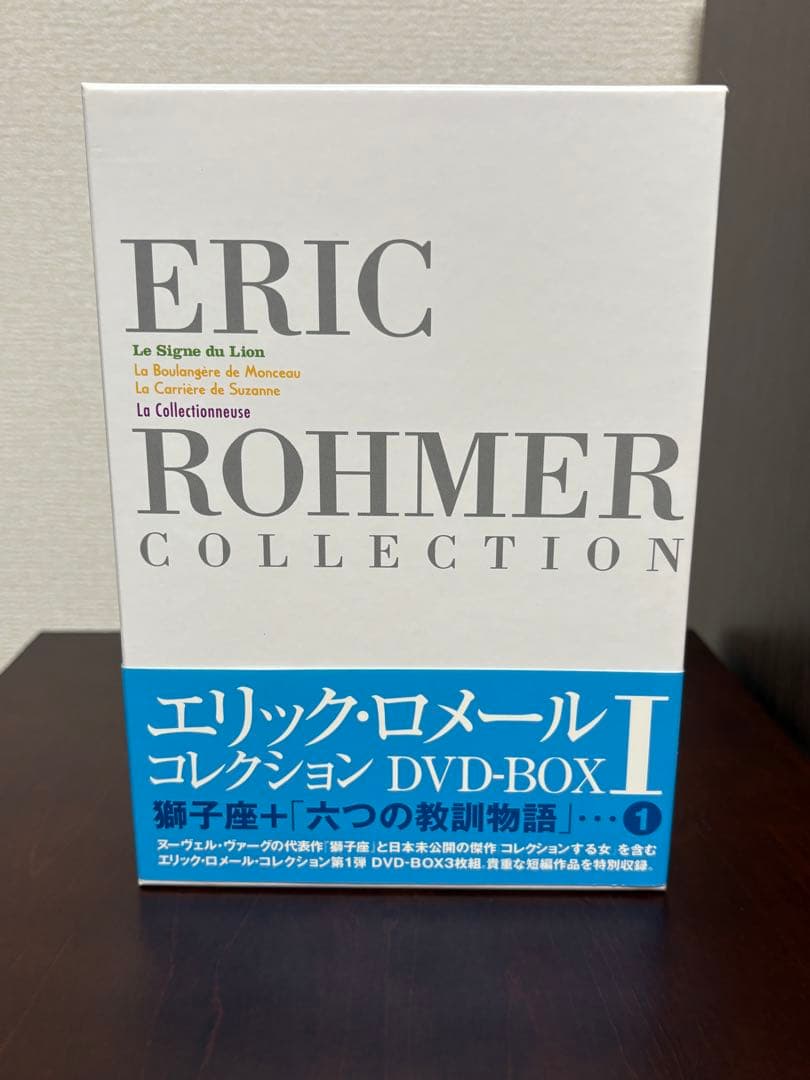 ERIC
Le Signe du Lion
La Boulangère de Monceau
La Carrière de Suzanne
La Collectionneuse
ROHMER
COLLECTION
エリック・ロメール
コレクション DVD-BOX I
獅子座+「六つの教訓物語」…1
ヌーヴェル・ヴァーグの代表作『獅子座』と日本未公開の傑作『コレクションする女』を含む
エリック・ロメール・コレクション第1弾 DVD-BOX3枚組。貴重な短編作品を特別収録。